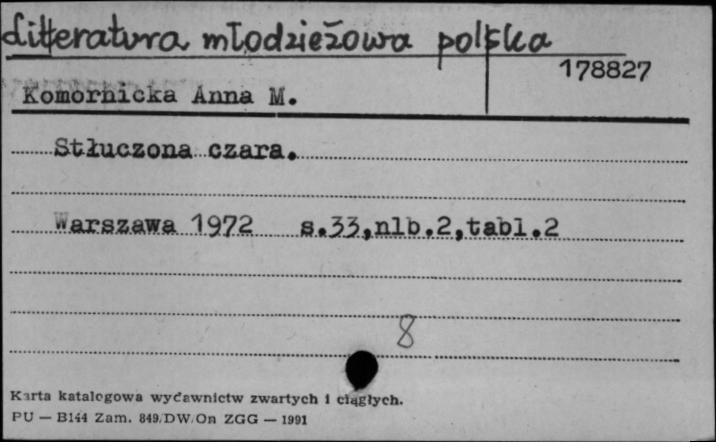 Litteratura młodzieżowa polska
178827
Komornicka Anna M.
Stłuczona czara.
Warszawa 1972 s.33,nlb.2,tabl.2
8
Karta katalogowa wydawnictw zwartych i ciągłych.
PU — B144 Zam. 849/DW/On ZGG — 1991